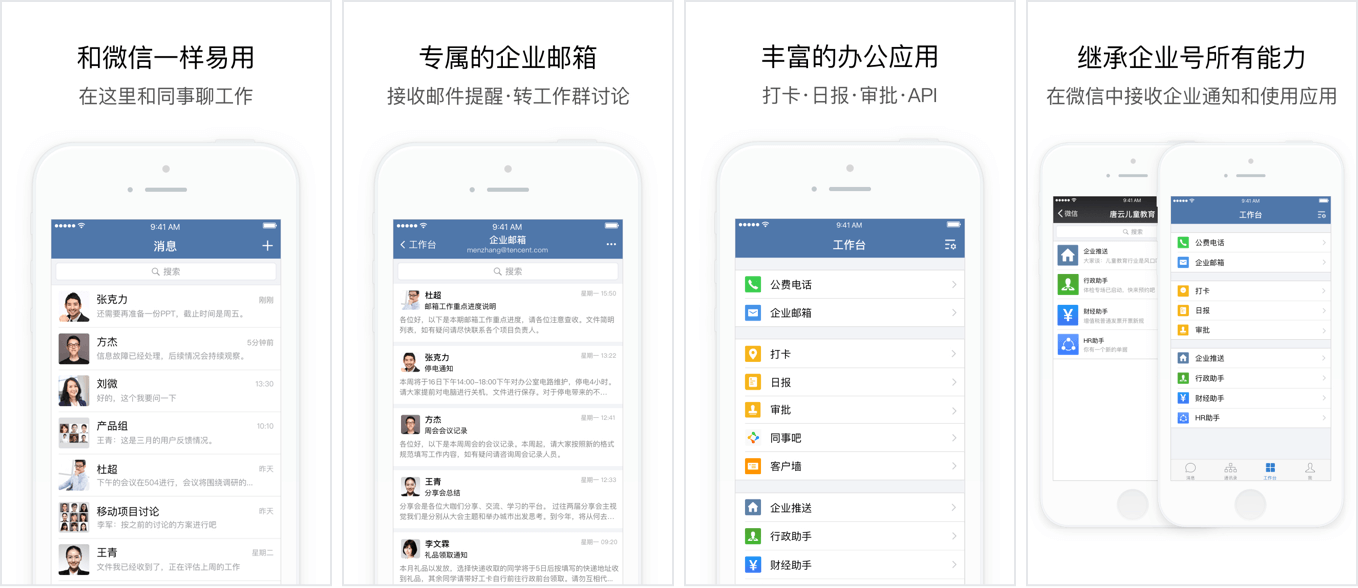 和微信一样易用
在这里和同事聊工作
9:41 AM
消息
搜索
张克力
刚刚
还需要再准备一份PPT，截止时间是周五。
方杰
5分钟前
信息故障已经处理，后续情况会持续观察。
刘微
13:30
好的，这个我要问一下
产品组
10:10
王青：这是三月的用户反馈情况。
杜超
昨天
下午的会议在504进行，会议将围绕调研的...
移动项目讨论
昨天
李军：按之前的讨论的方案进行吧
王青
星期二
文件我已经收到了，正在评估上周的工作
专属的企业邮箱
接收邮件提醒·转工作群讨论
9:41 AM
工作台
企业邮箱
menzhang@tencent.com
搜索
杜超
星期一 15:50
邮箱工作重点进度说明
各位好，以下是本期邮箱工作重点进度，请各位注意查收。文件简明
列表，如有疑问请尽快联系各个项目负责人。
张克力
星期一 13:22
停电通知
本周将于16日下午14:00-18:00下午对办公室电路维护，停电4小时。
请大家提前对电脑进行关机，文件进行保存。对于停电带来的不...
方杰
星期一 12:41
周会会议记录
各位好，以下是本周周会的会议记录。本周起，请大家按照新的格式
规范填写工作内容，如有疑问请咨询周会记录人员。
王青
星期一 12:33
分享会总结
分享会是各位大咖们分享、交流、学习的平台，过往两届分享会主视
觉我们是分别从大会主题和举办城市出发思考。到今年，将从何去...
李文霖
星期一 09:20
礼品领取通知
本月礼品以发放，选择快递收取的同学将于5日后按填写的快递地址收
到礼品，其余同学请带好工卡自行前往行政前台领取。请勿互相代...
丰富的办公应用
打卡·日报·审批·API
9:41 AM
工作台
公费电话
企业邮箱
打卡
日报
审批
同事吧
客户墙
企业推送
行政助手
财经助手
继承企业号所有能力
在微信中接收企业通知和使用应用
9:41 AM
微信
唐云儿童教育
搜索
企业推送
行政助手
财经助手
HR助手
你有一个新的单据
9:41 AM
工作台
公费电话
企业邮箱
打卡
日报
审批
企业推送
行政助手
财经助手
HR助手
消息
通讯录
工作台
我